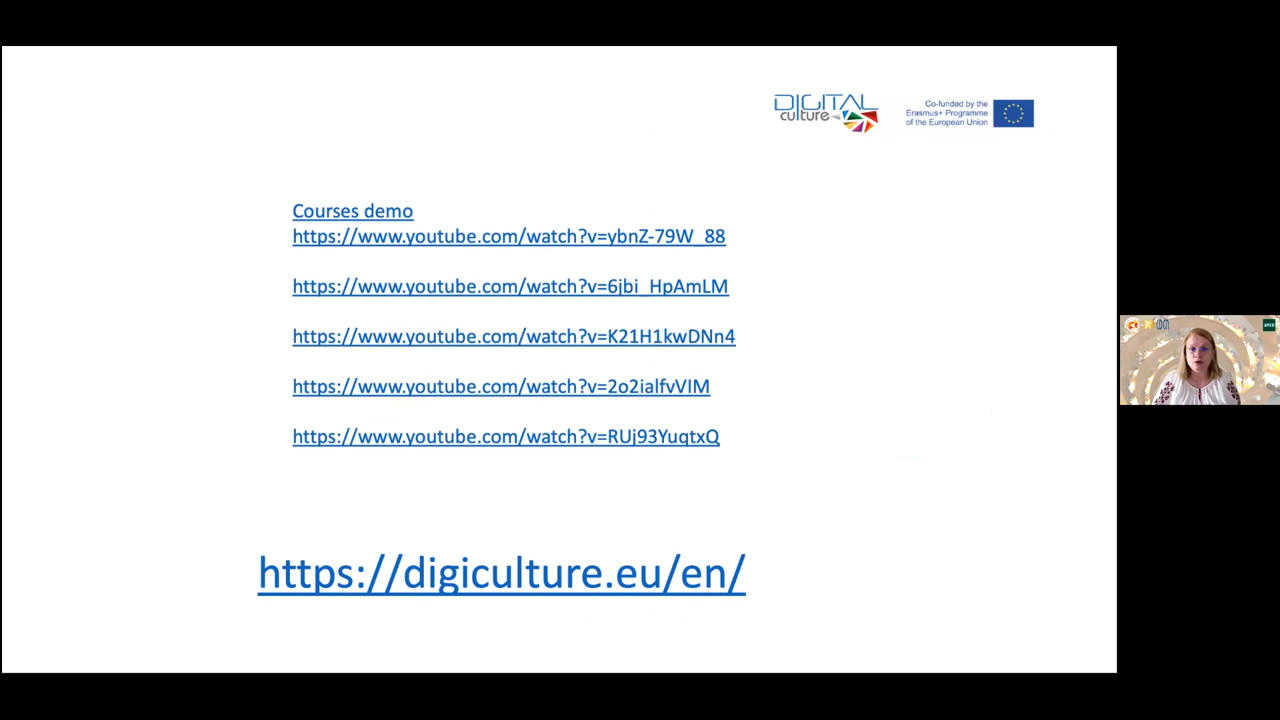 DIGITAL
culture
Co-funded by the
Erasmus+ Programme
of the European Union
Courses demo
https://www.youtube.com/watch?v=ybnZ-79W_88
https://www.youtube.com/watch?v=6jbi_HpAmLM
https://www.youtube.com/watch?v=K21H1kwDNn4
https://www.youtube.com/watch?v=2o2ialfvVIM
https://www.youtube.com/watch?v=RUj93YuqtxQ
https://digiculture.eu/en/